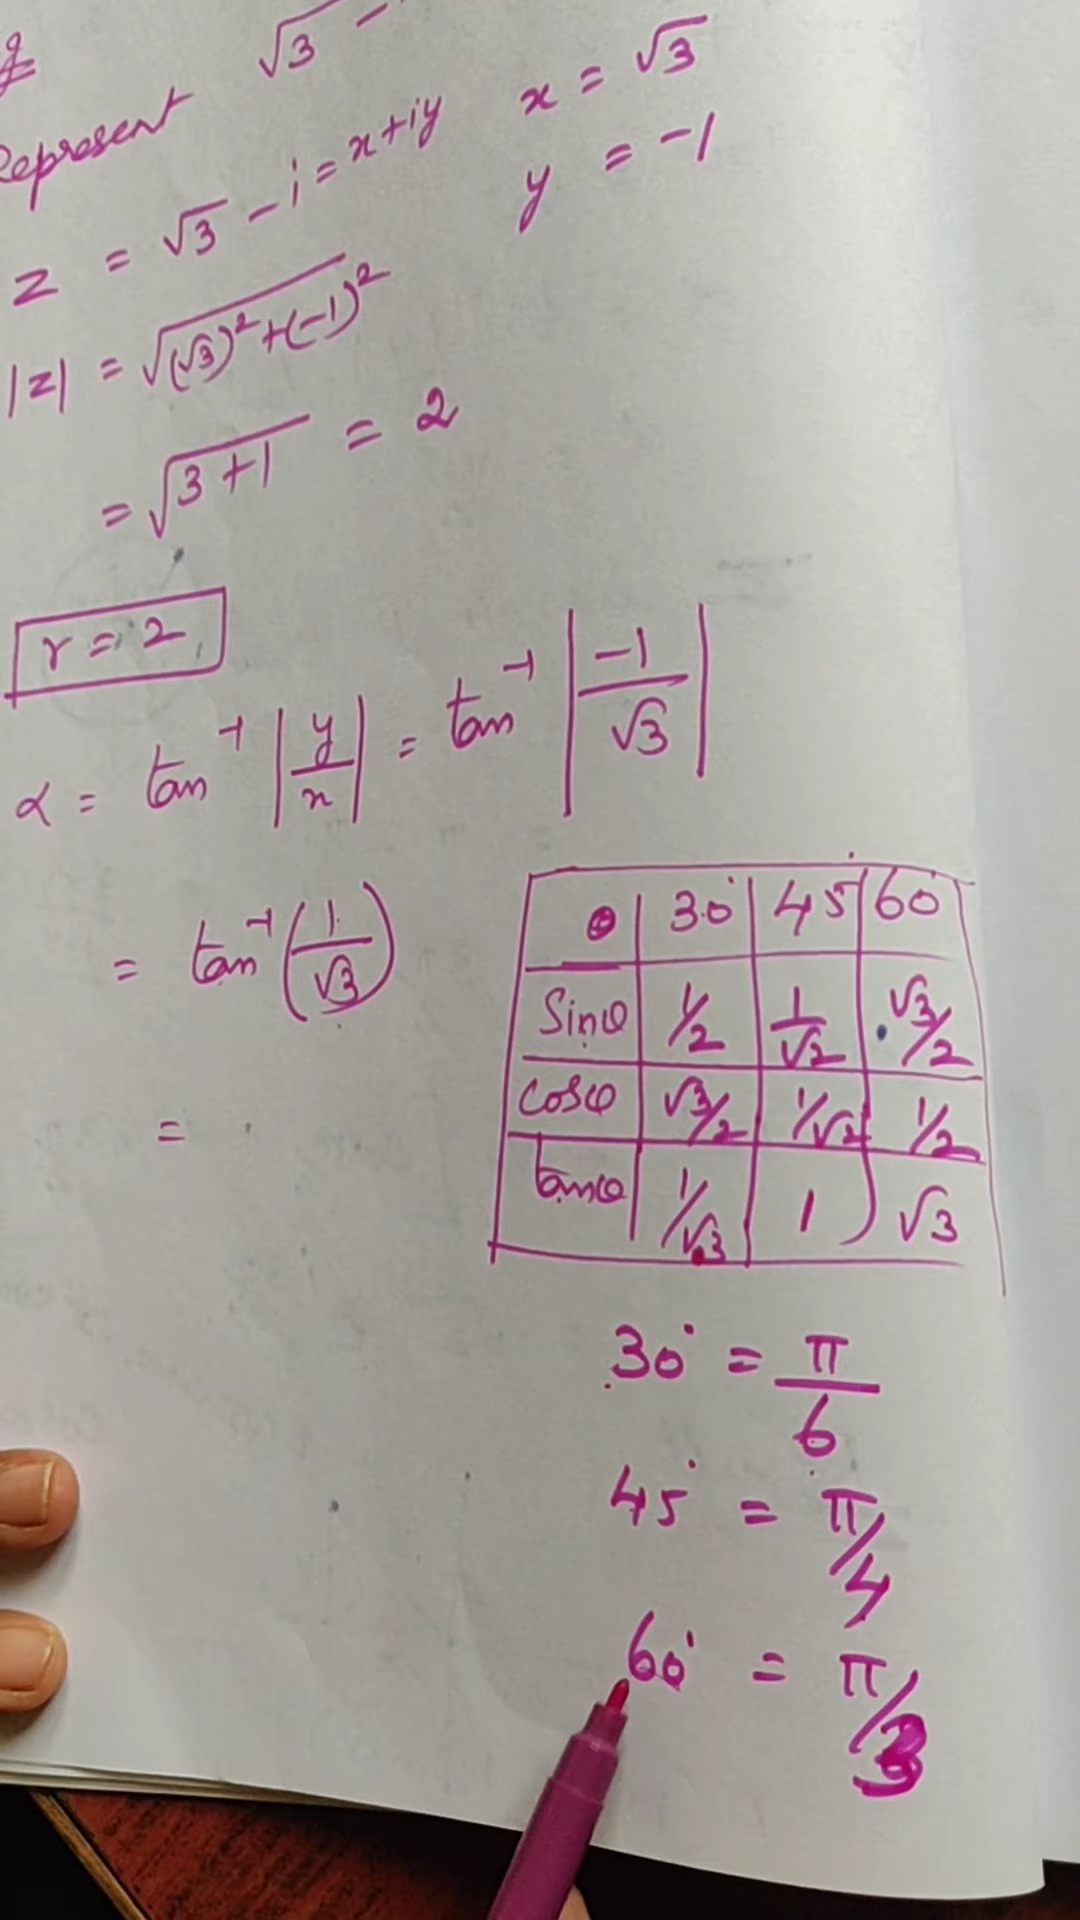 Represent √3 -
z = √3 - i = x + iy
x = √3
y = -1
|z| = √((√3)² + (-1)²)
= √(3 + 1) = 2
r = 2
α = tan⁻¹ |y/x| = tan⁻¹ |-1/√3|
= tan⁻¹ (1/√3)
=
θ 30° 45° 60°
Sinθ 1/2 1/√2 √3/2
cosθ √3/2 1/√2 1/2
tanθ 1/√3 1 √3
30° = π/6
45° = π/4
60° = π/3